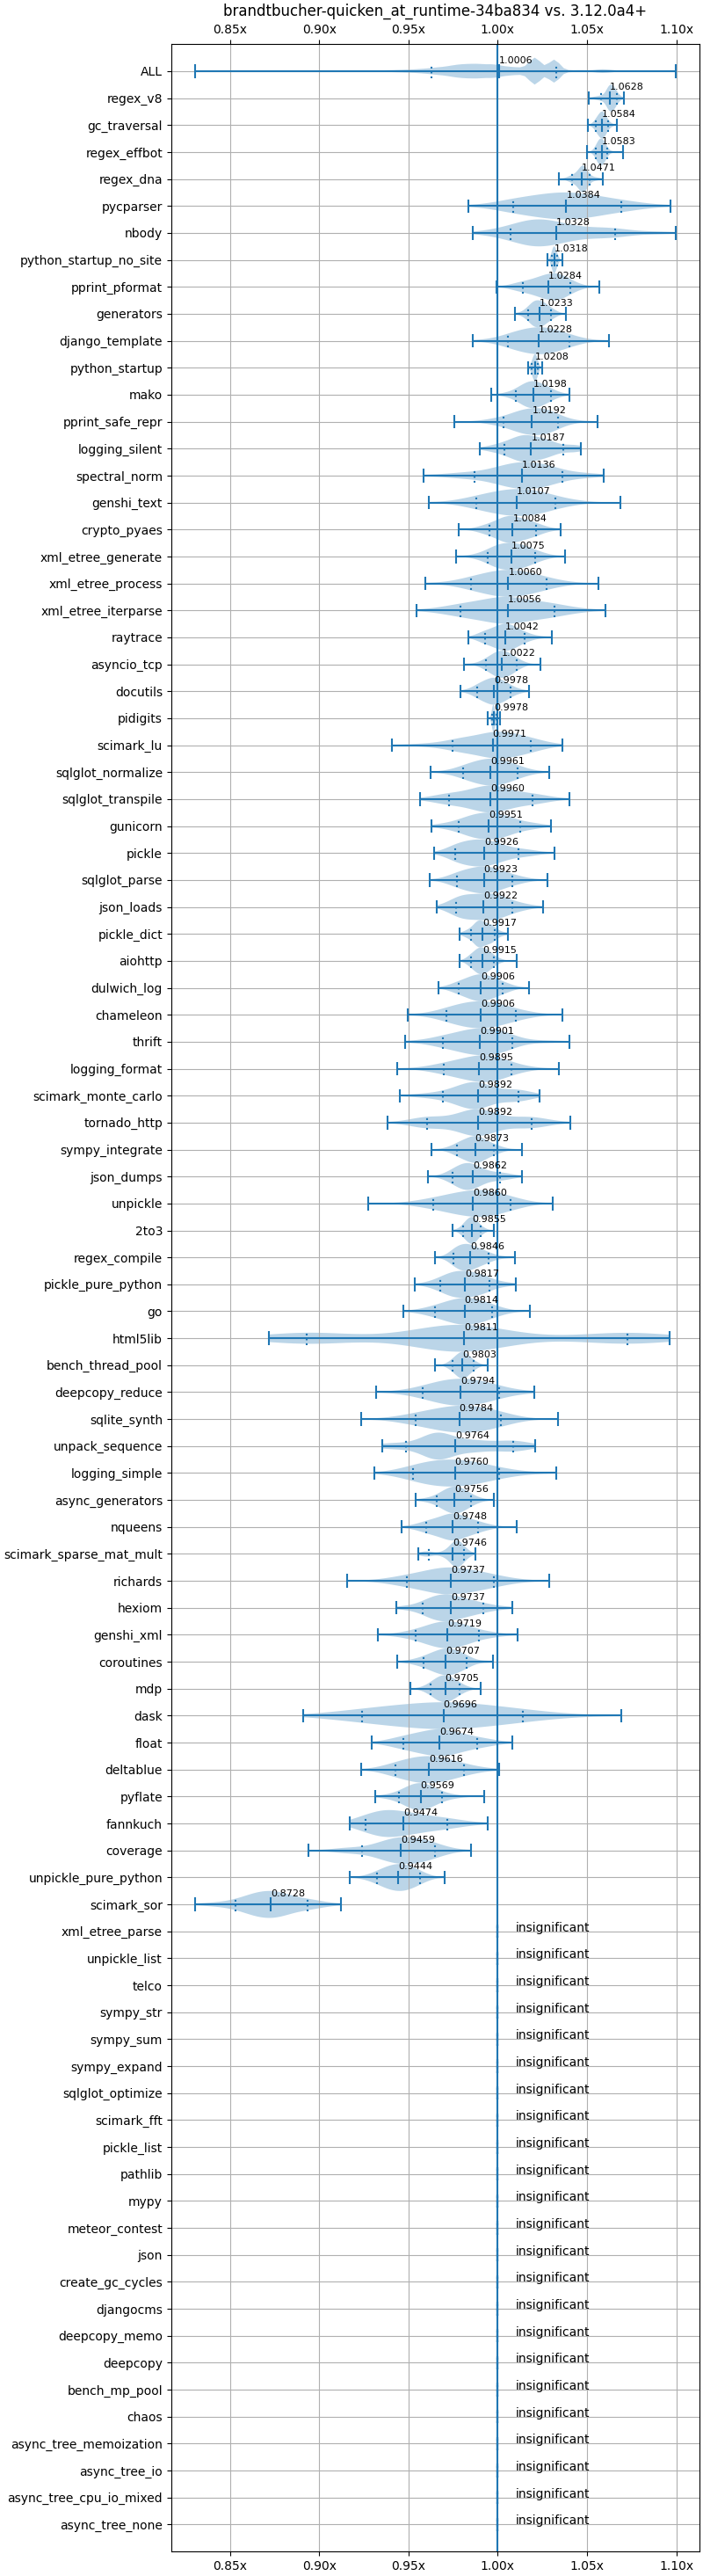 brandtbucher-quicken_at_runtime-34ba834 vs. 3.12.0a4+
0.85x 0.90x 0.95x 1.00x 1.05x 1.10x
ALL 1.0006
regex_v8 1.0628
gc_traversal 1.0584
regex_effbot 1.0583
regex_dna 1.0471
pycparser 1.0384
nbody 1.0328
python_startup_no_site 1.0318
pprint_pformat 1.0284
generators 1.0233
django_template 1.0228
python_startup 1.0208
mako 1.0198
pprint_safe_repr 1.0192
logging_silent 1.0187
spectral_norm 1.0136
genshi_text 1.0107
crypto_pyaes 1.0084
xml_etree_generate 1.0075
xml_etree_process 1.0060
xml_etree_iterparse 1.0056
raytrace 1.0042
asyncio_tcp 1.0022
docutils 0.9978
pidigits 0.9978
scimark_lu 0.9971
sqlglot_normalize 0.9961
sqlglot_transpile 0.9960
gunicorn 0.9951
pickle 0.9926
sqlglot_parse 0.9923
json_loads 0.9922
pickle_dict 0.9917
aiohttp 0.9915
dulwich_log 0.9906
chameleon 0.9906
thrift 0.9901
logging_format 0.9895
scimark_monte_carlo 0.9892
tornado_http 0.9892
sympy_integrate 0.9873
json_dumps 0.9862
unpickle 0.9860
2to3 0.9855
regex_compile 0.9846
pickle_pure_python 0.9817
go 0.9814
html5lib 0.9811
bench_thread_pool 0.9803
deepcopy_reduce 0.9794
sqlite_synth 0.9784
unpack_sequence 0.9764
logging_simple 0.9760
async_generators 0.9756
nqueens 0.9748
scimark_sparse_mat_mult 0.9746
richards 0.9737
hexiom 0.9737
genshi_xml 0.9719
coroutines 0.9707
mdp 0.9705
dask 0.9696
float 0.9674
deltablue 0.9616
pyflate 0.9569
fannkuch 0.9474
coverage 0.9459
unpickle_pure_python 0.9444
scimark_sor 0.8728
xml_etree_parse insignificant
unpickle_list insignificant
telco insignificant
sympy_str insignificant
sympy_sum insignificant
sympy_expand insignificant
sqlglot_optimize insignificant
scimark_fft insignificant
pickle_list insignificant
pathlib insignificant
mypy insignificant
meteor_contest insignificant
json insignificant
create_gc_cycles insignificant
djangocms insignificant
deepcopy_memo insignificant
deepcopy insignificant
bench_mp_pool insignificant
chaos insignificant
async_tree_memoization insignificant
async_tree_io insignificant
async_tree_cpu_io_mixed insignificant
async_tree_none insignificant
0.85x 0.90x 0.95x 1.00x 1.05x 1.10x